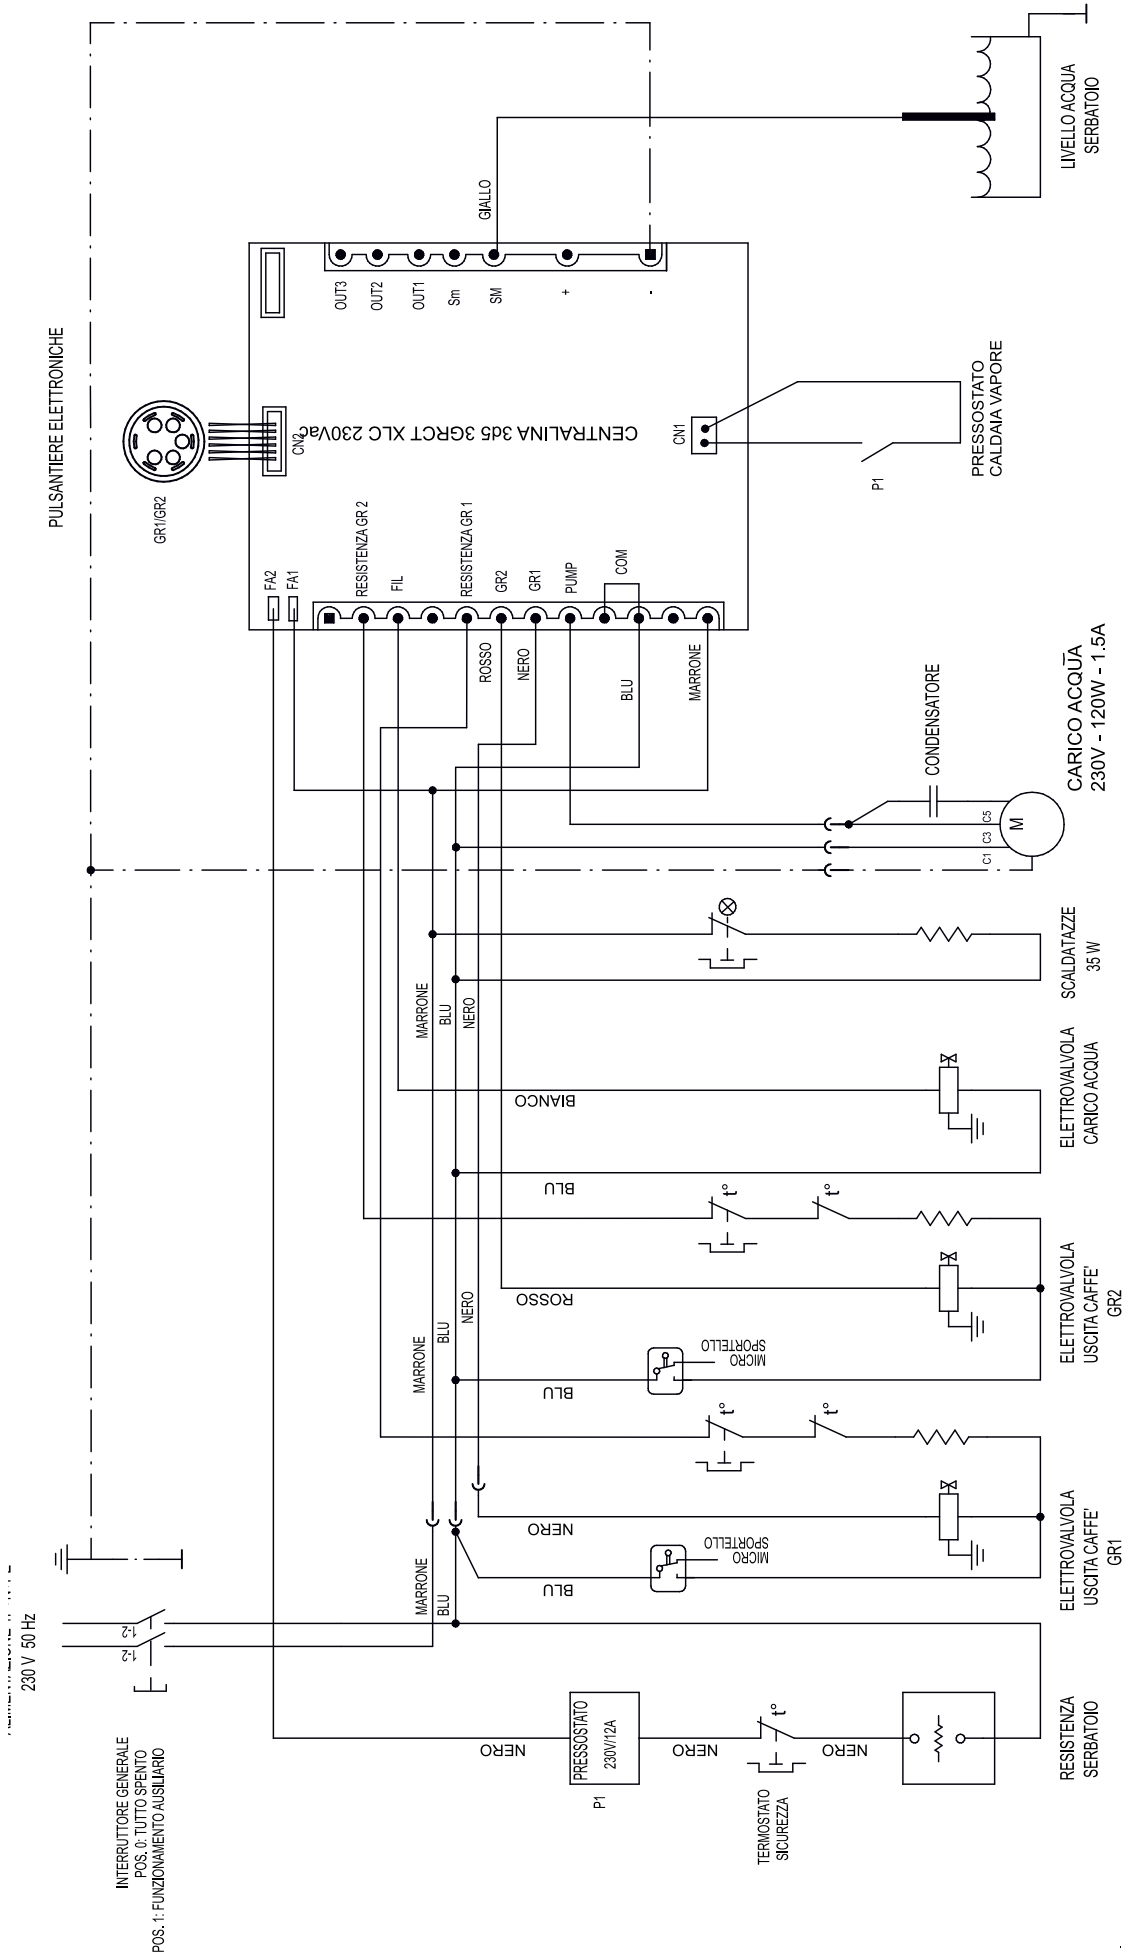 PULSANTIERE ELETTRONICHE
GR1/GR2
LIVELLO ACQUA
SERBATOIO
GIALLO
OUT3
OUT2
OUT1
Sm
SM
+
-
CN2
CENTRALINA 3d5 3GRCT XLC 230Vac
CN1
P1
PRESSOSTATO
CALDAIA VAPORE
FA2
FA1
RESISTENZA GR 2
FIL
RESISTENZA GR 1
GR2
GR1
PUMP
COM
ROSSO
NERO
BLU
MARRONE
CONDENSATORE
CARICO ACQUA
230V - 120W - 1.5A
M
C1
C3
C5
SCALDATAZZE
35 W
MARRONE
BLU
NERO
ELETTROVALVOLA
CARICO ACQUA
BIANCO
BLU
t°
t°
ROSSO
ELETTROVALVOLA
USCITA CAFFE'
GR2
MARRONE
BLU
NERO
MICRO
SPORTELLO
BLU
t°
t°
NERO
ELETTROVALVOLA
USCITA CAFFE'
GR1
MICRO
SPORTELLO
BLU
MARRONE
BLU
230 V 50 Hz
1-2
1-2
INTERRUTTORE GENERALE
POS. 0: TUTTO SPENTO
POS. 1: FUNZIONAMENTO AUSILIARIO
NERO
PRESSOSTATO
230V/12A
P1
NERO
t°
TERMOSTATO
SICUREZZA
NERO
RESISTENZA
SERBATOIO